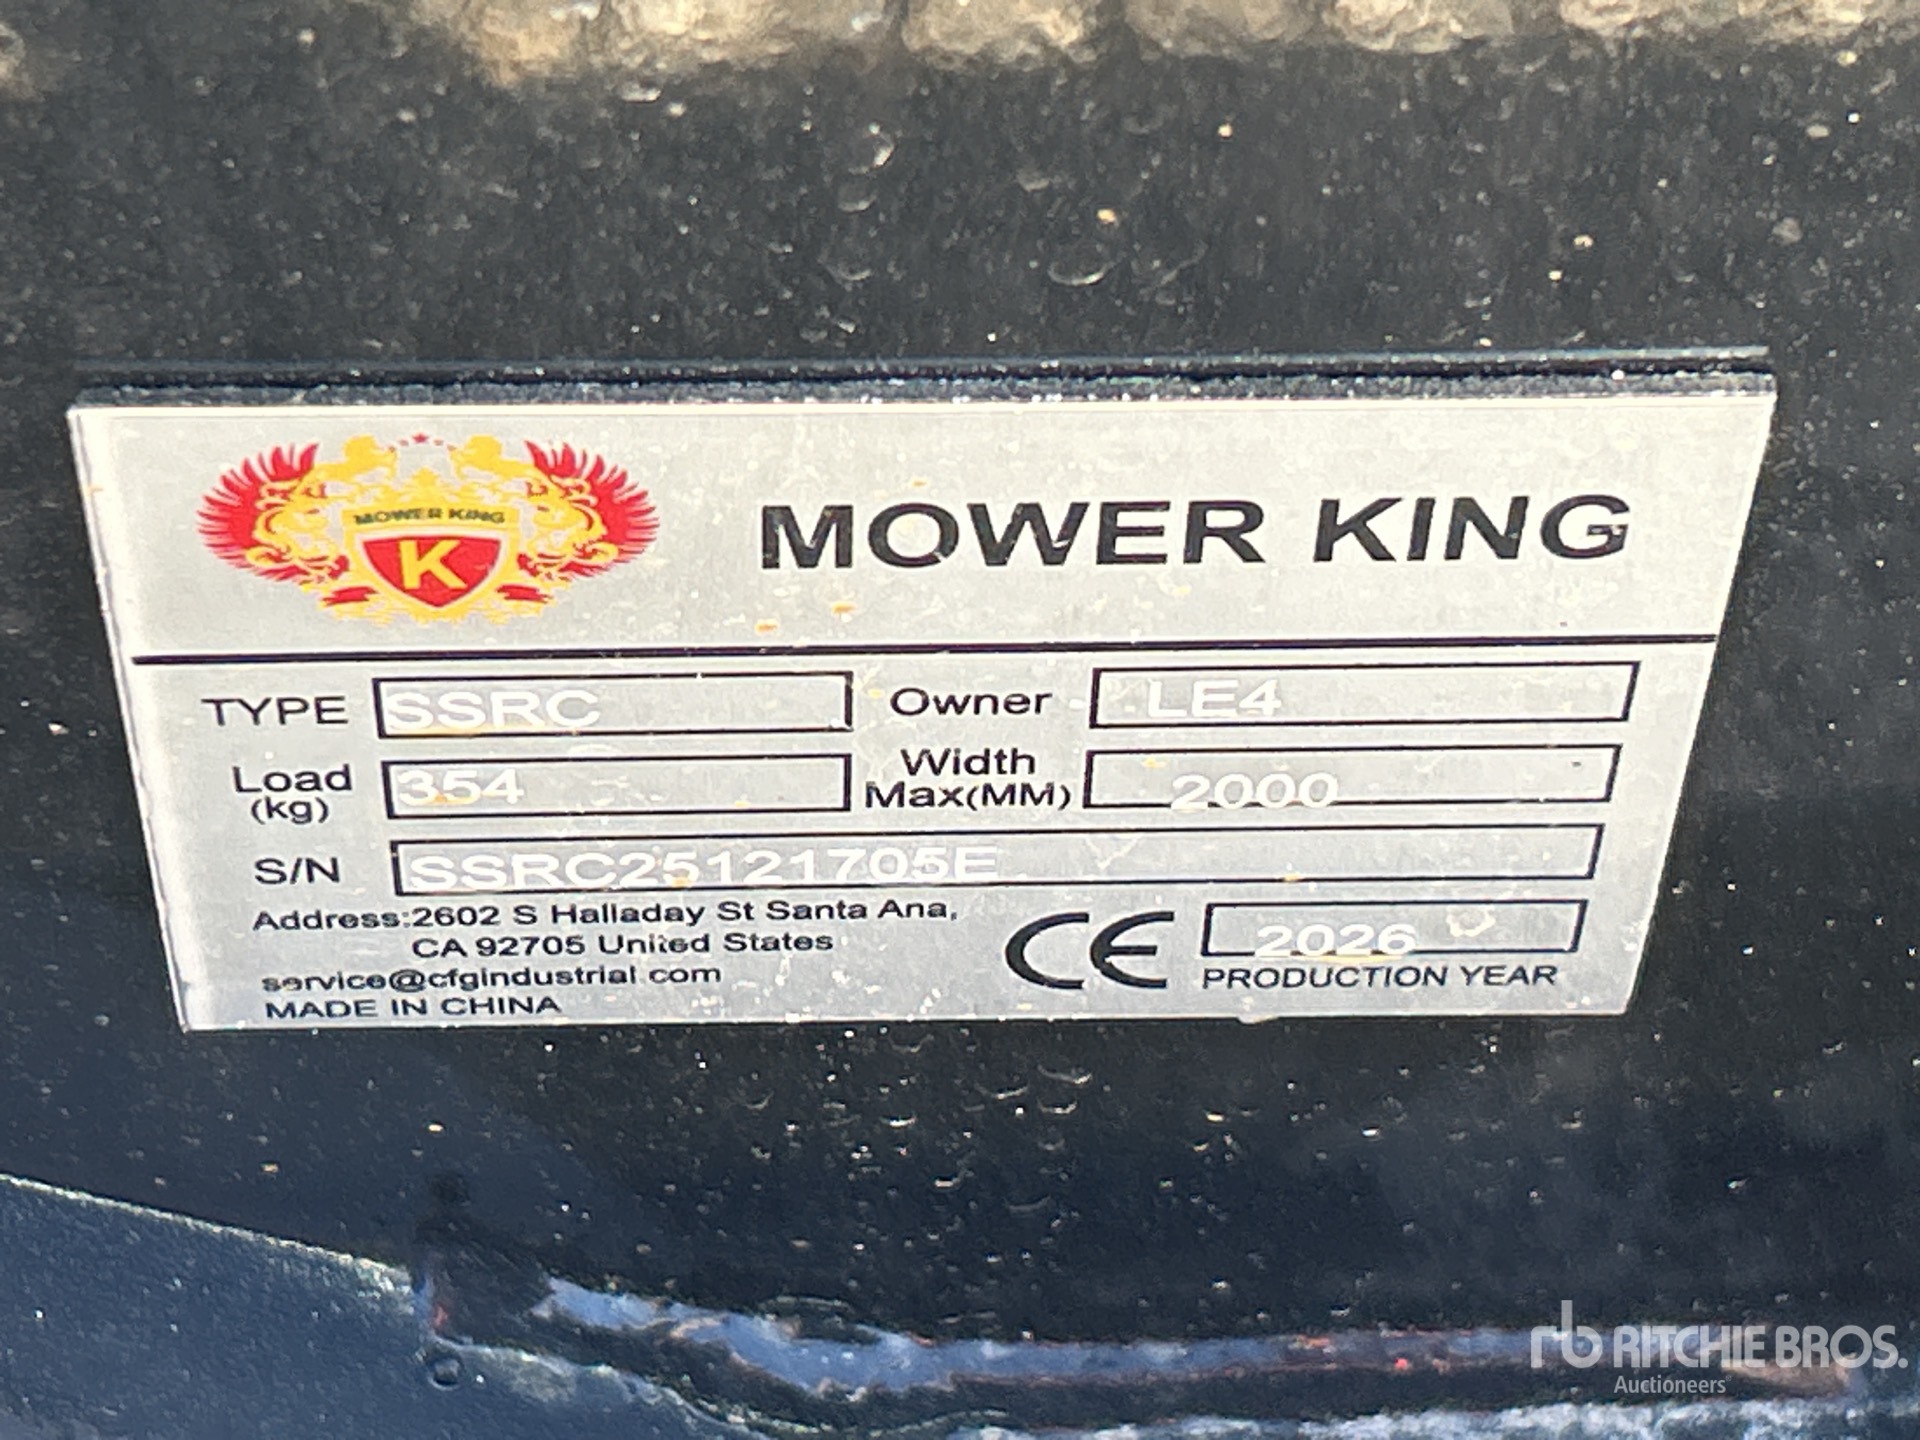 MOWER KING
K
MOWER KING
TYPE SSRC Owner LE4
Load (kg) 354 Width Max(MM) 2000
S/N SSRC25121705E
Address:2602 S Halladay St Santa Ana,
CA 92705 United States
service@cfgindustrial.com
MADE IN CHINA
CE 2026
PRODUCTION YEAR
rb RITCHIE BROS.
Auctioneers